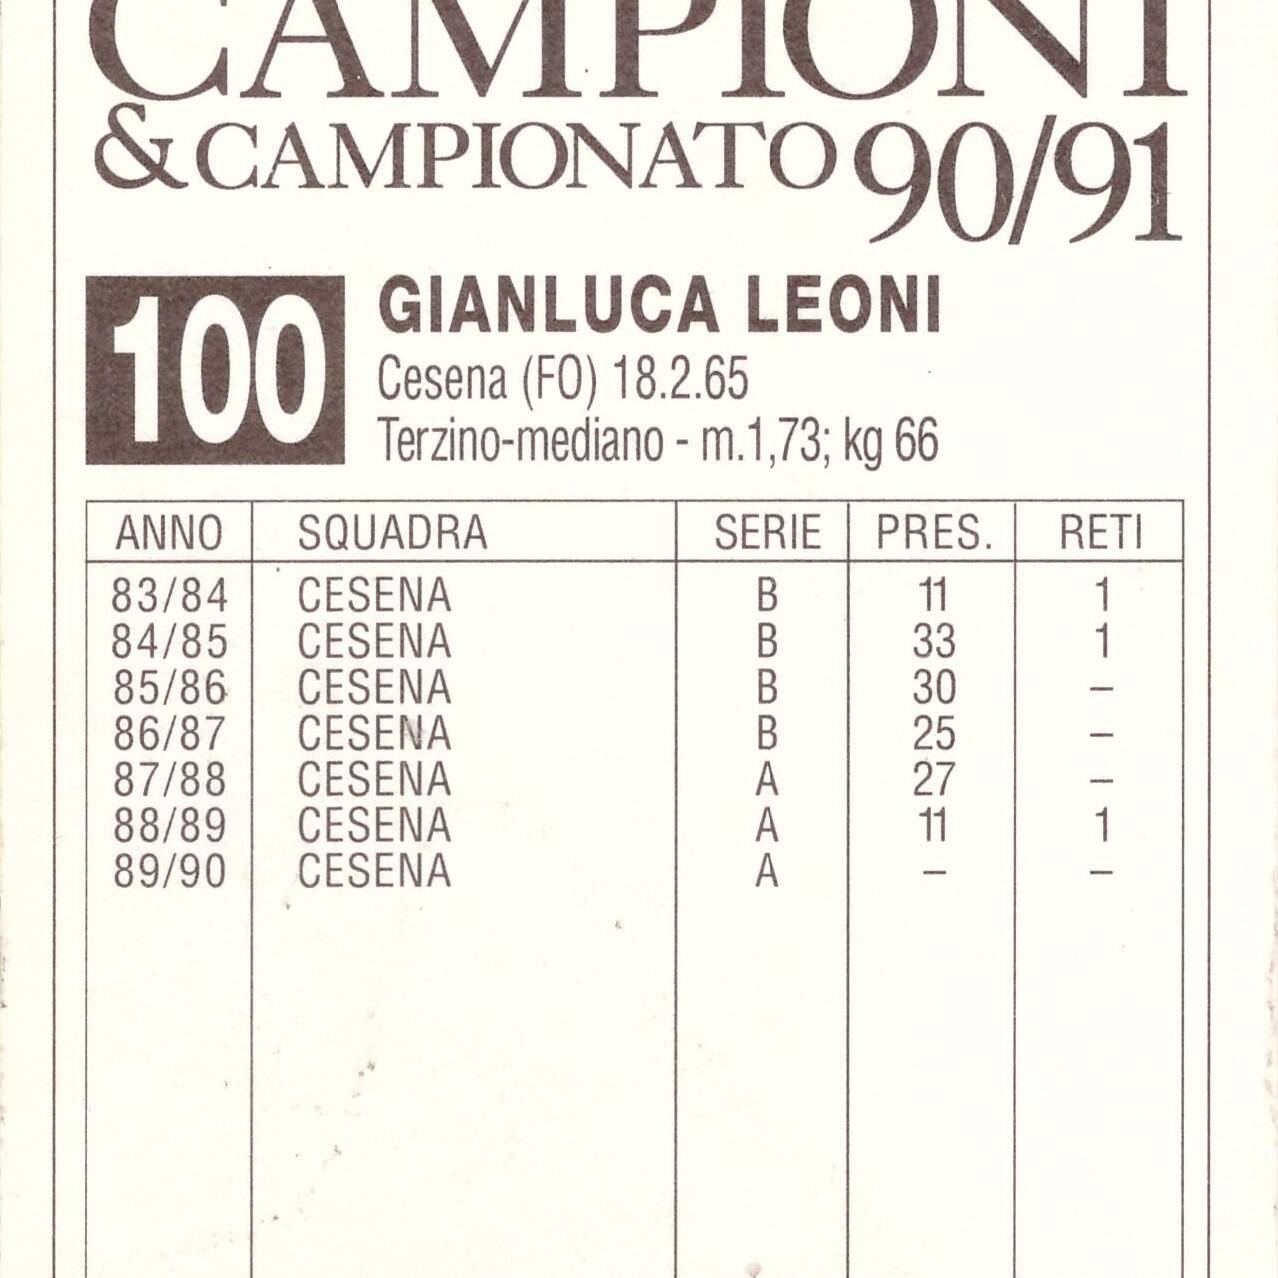 CAMPIONI
& CAMPIONATO 90/91
100
GIANLUCA LEONI
Cesena (FO) 18.2.65
Terzino-mediano - m.1,73; kg 66
ANNO SQUADRA SERIE PRES. RETI
83/84 CESENA B 11 1
84/85 CESENA B 33 1
85/86 CESENA B 30 –
86/87 CESENA B 25 –
87/88 CESENA A 27 –
88/89 CESENA A 11 1
89/90 CESENA A – –